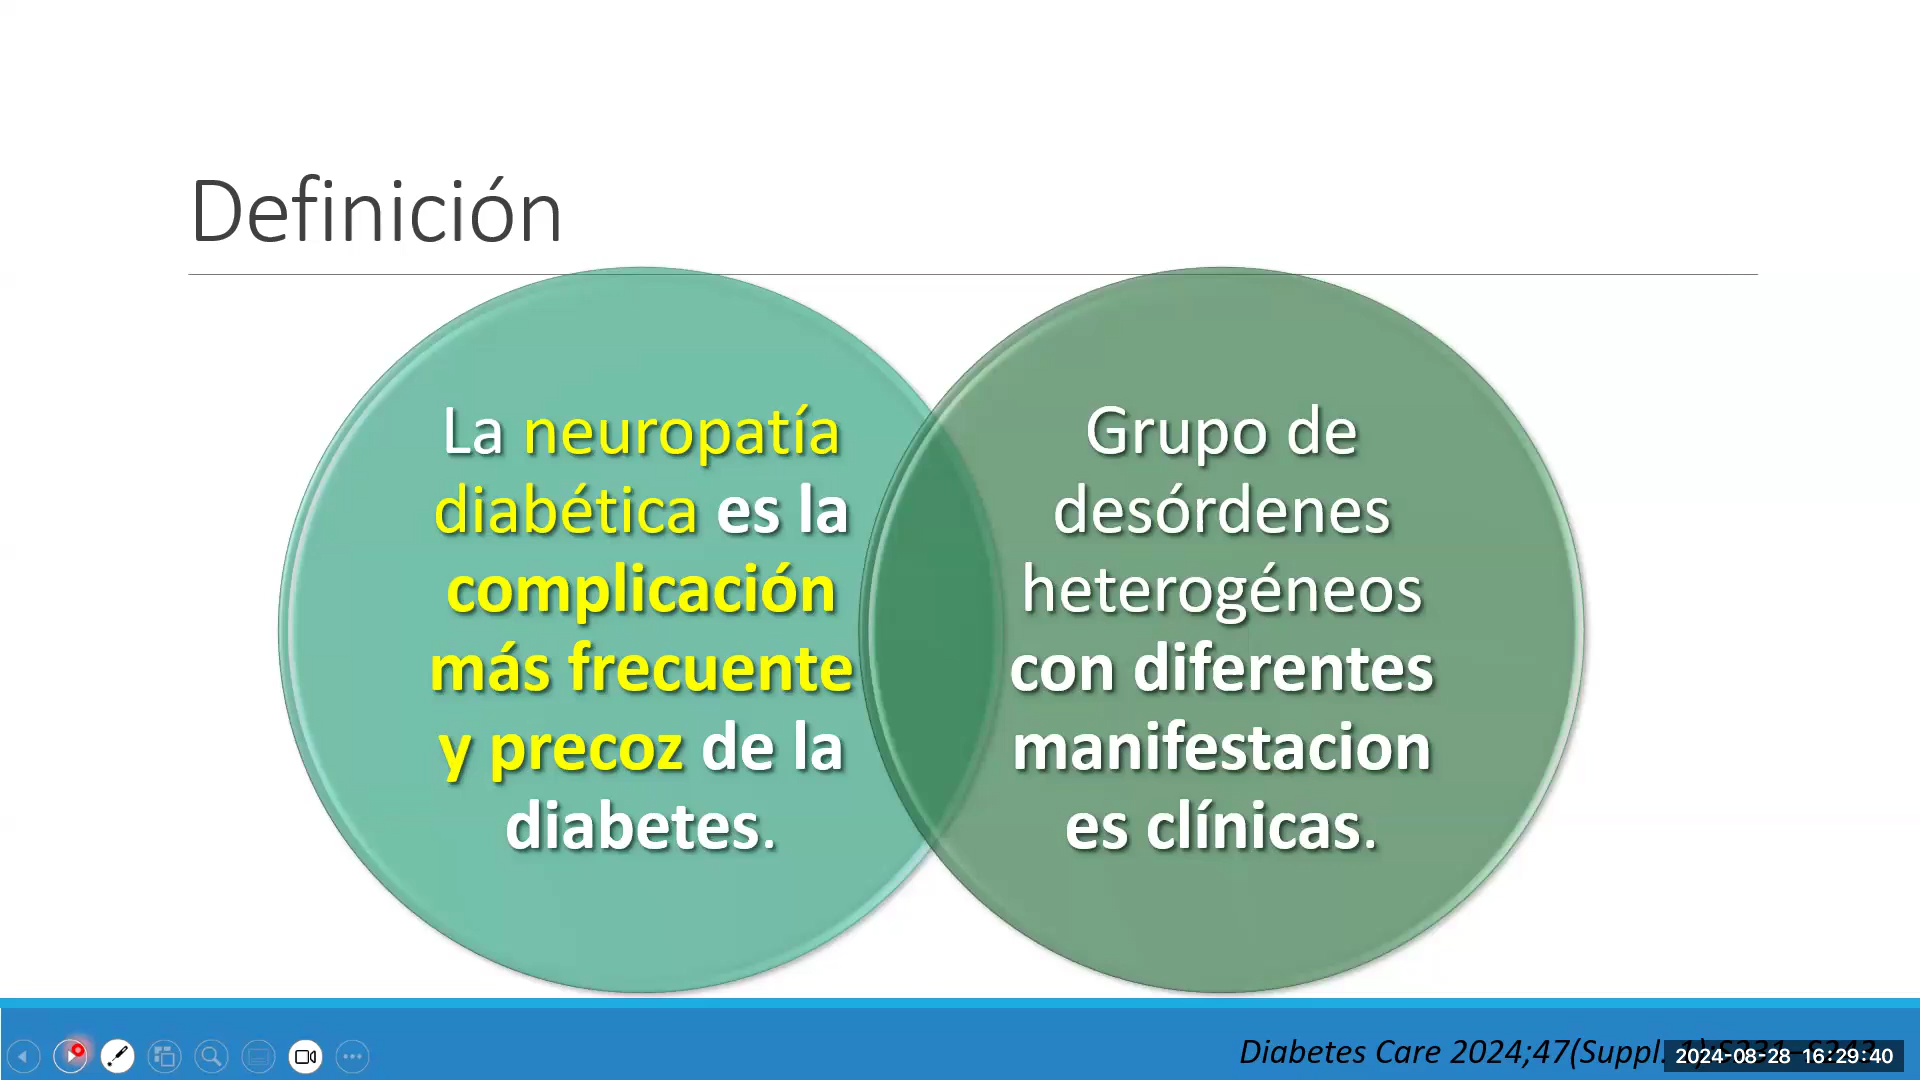 Definición
La neuropatía
diabética es la
complicación
más frecuente
y precoz de la
diabetes.
Grupo de
desórdenes
heterogéneos
con diferentes
manifestacion
es clínicas.
Diabetes Care 2024;47(Suppl.
2024-08-28 16:29:40